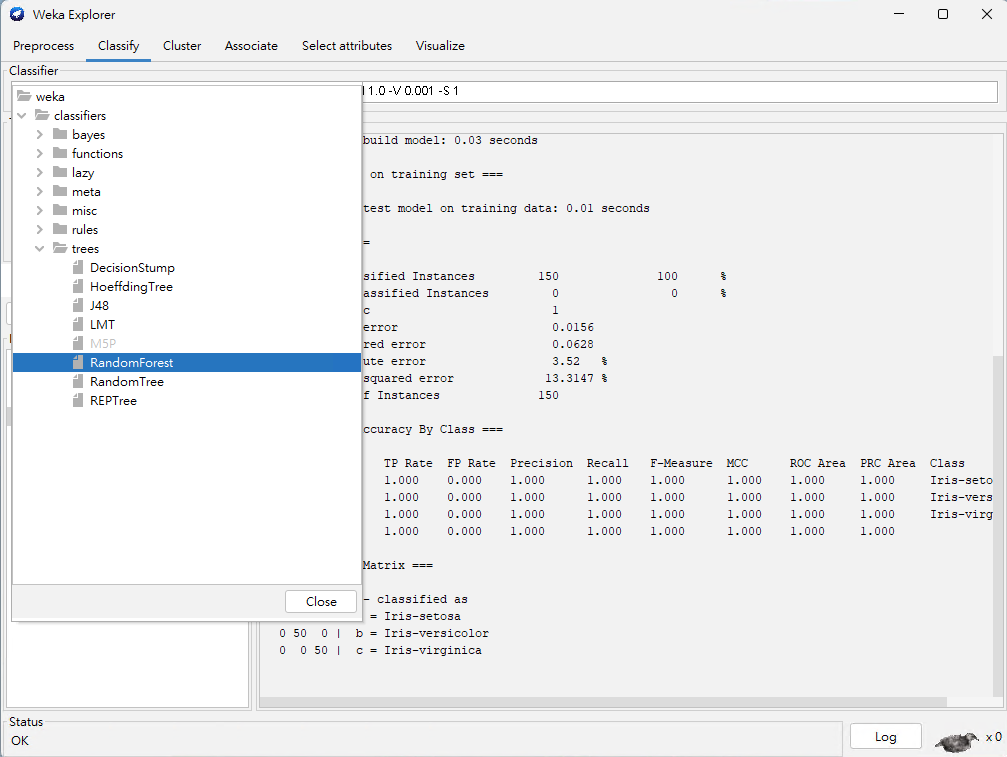 Weka Explorer
Preprocess Classify Cluster Associate Select attributes Visualize
Classifier
1.0 -V 0.001 -S 1
weka
classifiers
bayes
functions
lazy
meta
misc
rules
trees
DecisionStump
HoeffdingTree
J48
LMT
M5P
RandomForest
RandomTree
REPTree
Close
build model: 0.03 seconds
on training set ===
test model on training data: 0.01 seconds
=
sified Instances 150 100 %
assified Instances 0 0 %
c 1
error 0.0156
red error 0.0628
ute error 3.52 %
squared error 13.3147 %
f Instances 150
ccuracy By Class ===
TP Rate FP Rate Precision Recall F-Measure MCC ROC Area PRC Area Class
1.000 0.000 1.000 1.000 1.000 1.000 1.000 1.000 Iris-seto
1.000 0.000 1.000 1.000 1.000 1.000 1.000 1.000 Iris-vers
1.000 0.000 1.000 1.000 1.000 1.000 1.000 1.000 Iris-virg
1.000 0.000 1.000 1.000 1.000 1.000 1.000 1.000
Matrix ===
- classified as
= Iris-setosa
0 50 0 | b = Iris-versicolor
0 0 50 | c = Iris-virginica
Status
OK
Log
x 0